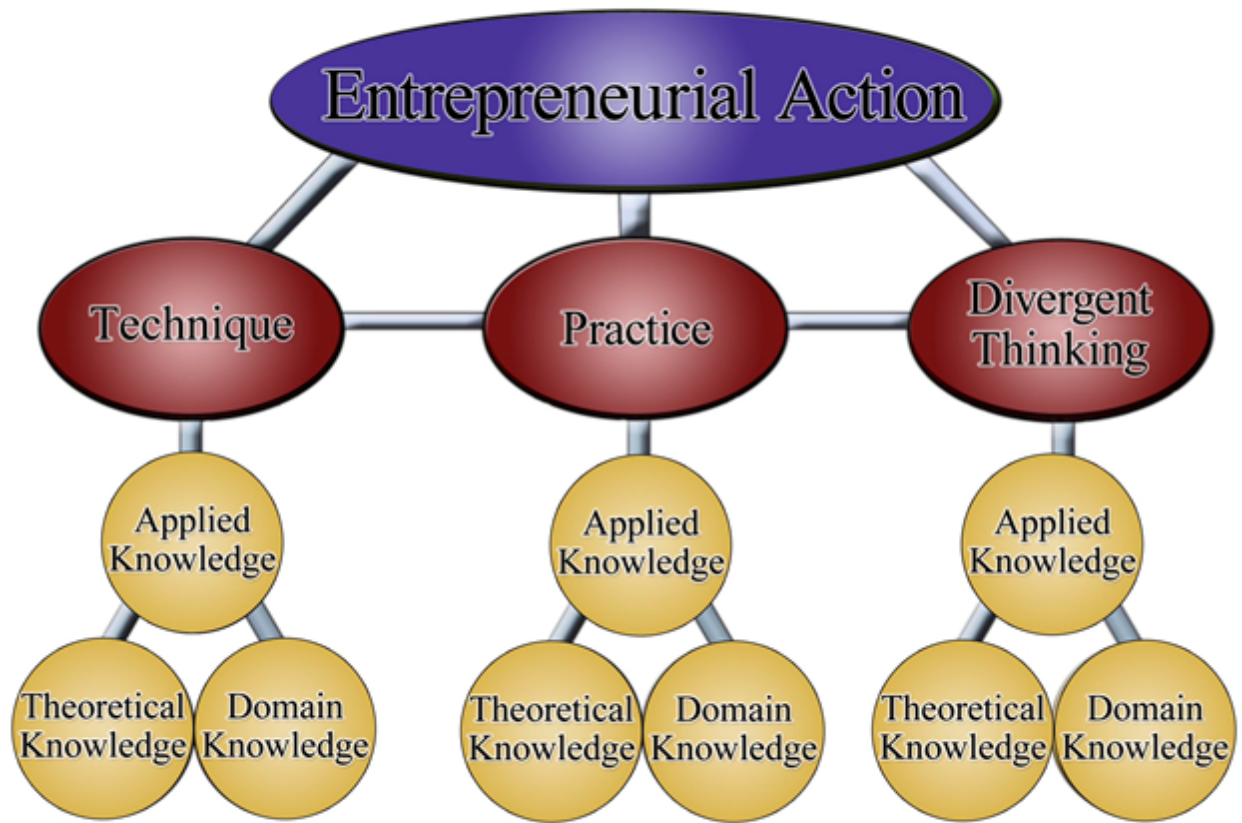 Entrepreneurial Action
Technique
Practice
Divergent
Thinking
Applied
Knowledge
Applied
Knowledge
Applied
Knowledge
Theoretical
Knowledge
Domain
Knowledge
Theoretical
Knowledge
Domain
Knowledge
Theoretical
Knowledge
Domain
Knowledge